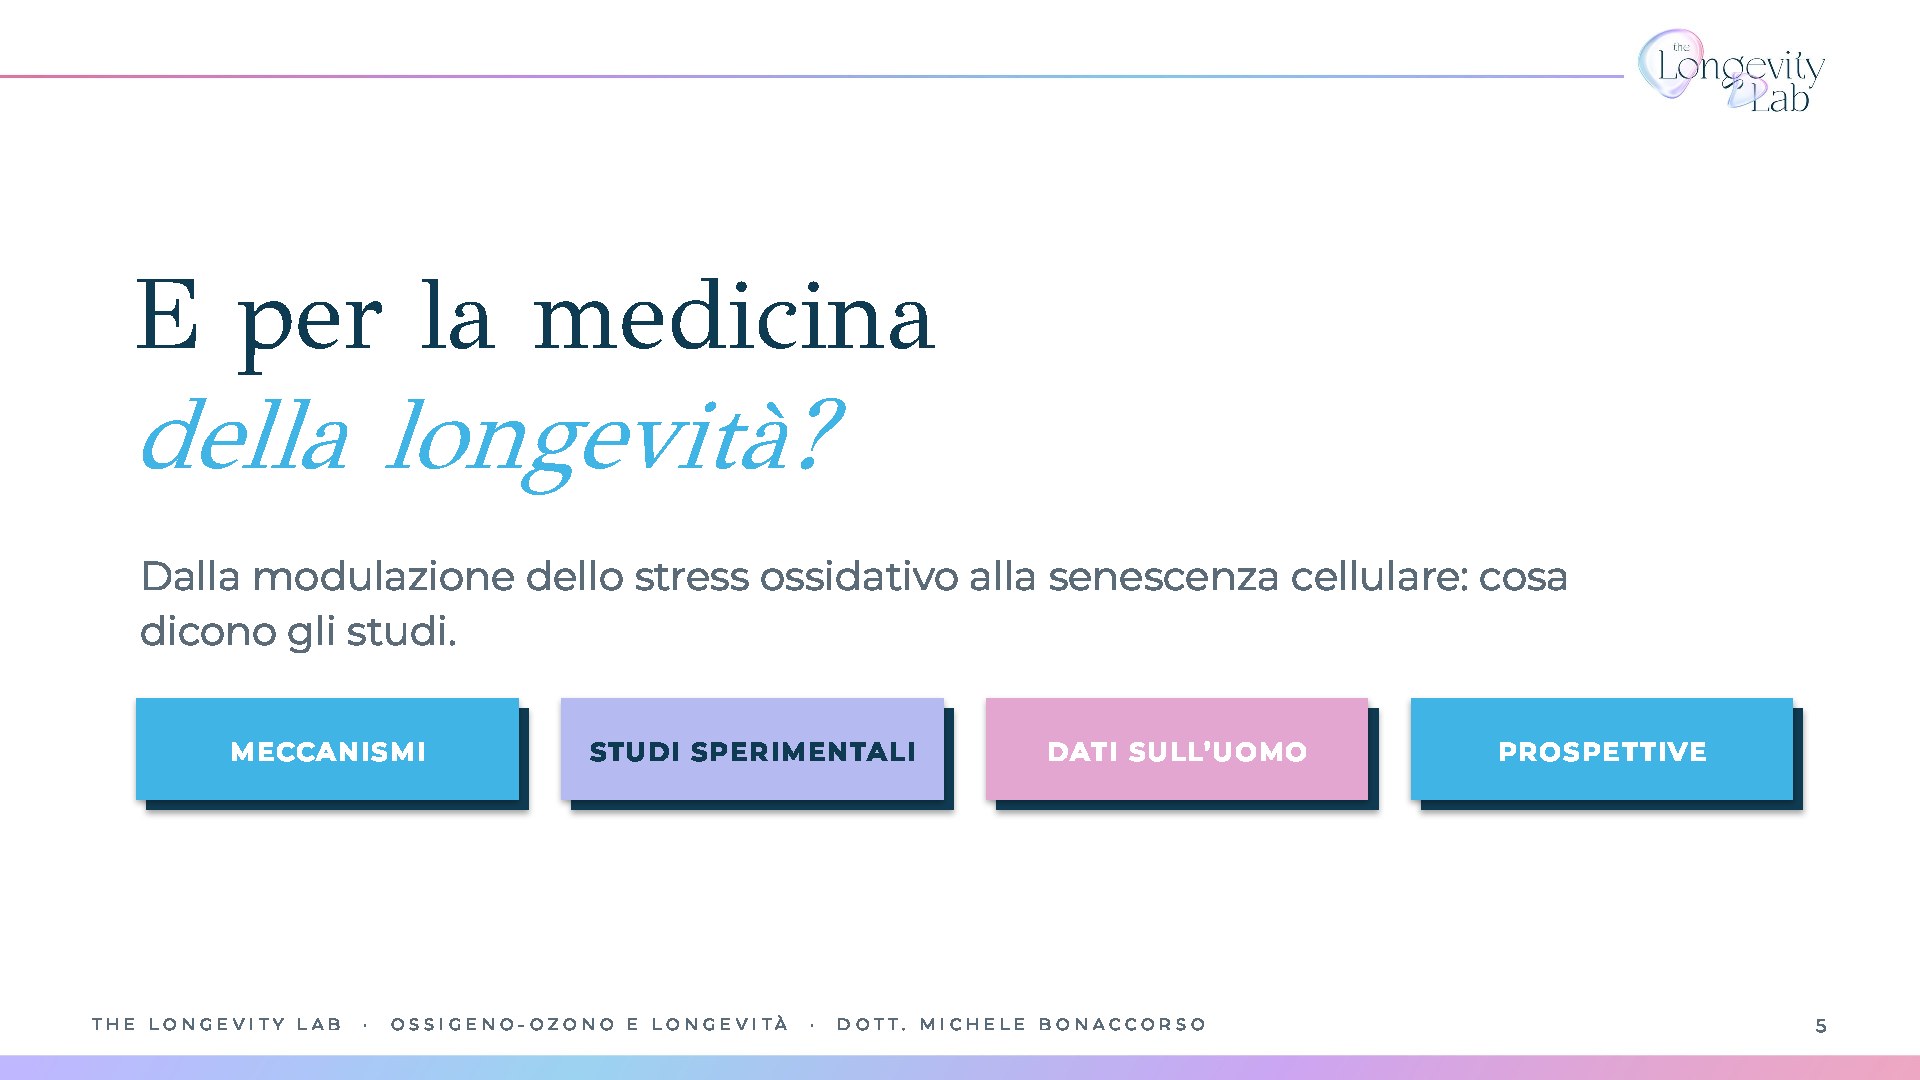 the
Longevity
Lab
E per la medicina
della longevità?
Dalla modulazione dello stress ossidativo alla senescenza cellulare: cosa
dicono gli studi.
MECCANISMI
STUDI SPERIMENTALI
DATI SULL’UOMO
PROSPETTIVE
THE LONGEVITY LAB · OSSIGENO-OZONO E LONGEVITÀ · DOTT. MICHELE BONACCORSO
5